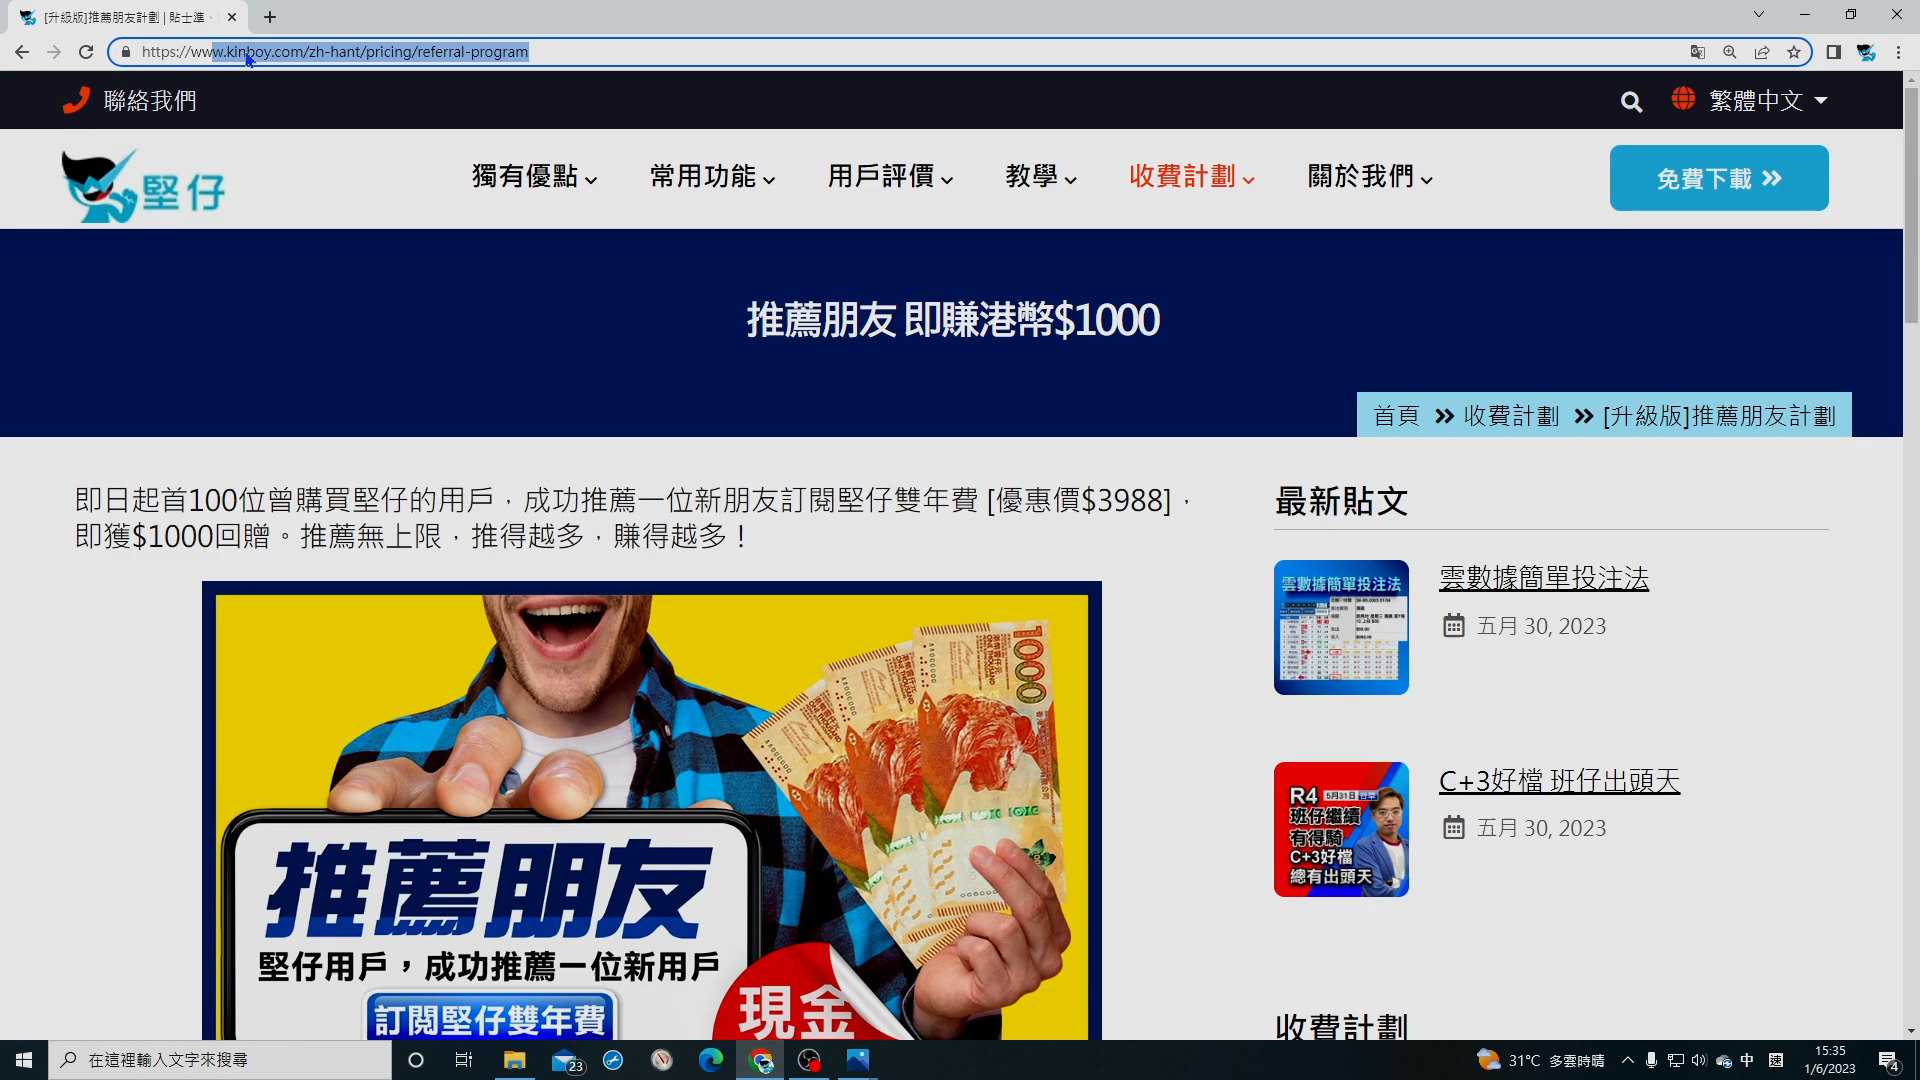 [升級版]推薦朋友計劃 | 貼士準、
https://www.kinboy.com/zh-hant/pricing/referral-program
聯絡我們
繁體中文
堅仔
獨有優點
常用功能
用戶評價
教學
收費計劃
關於我們
免費下載
推薦朋友 即賺港幣$1000
首頁
收費計劃
[升級版]推薦朋友計劃
即日起首100位曾購買堅仔的用戶，成功推薦一位新朋友訂閱堅仔雙年費 [優惠價$3988]，
即獲$1000回贈。推薦無上限，推得越多，賺得越多！
1000
推薦朋友
堅仔用戶，成功推薦一位新用戶
訂閱堅仔雙年費
現金
最新貼文
雲數據簡單投注法
雲數據簡單投注法
五月 30, 2023
R4 5月31日
班仔繼續
有得騎
C+3好檔
總有出頭天
C+3好檔 班仔出頭天
五月 30, 2023
收費計劃
在這裡輸入文字來搜尋
23
31°C 多雲時晴
中
15:35
1/6/2023
4